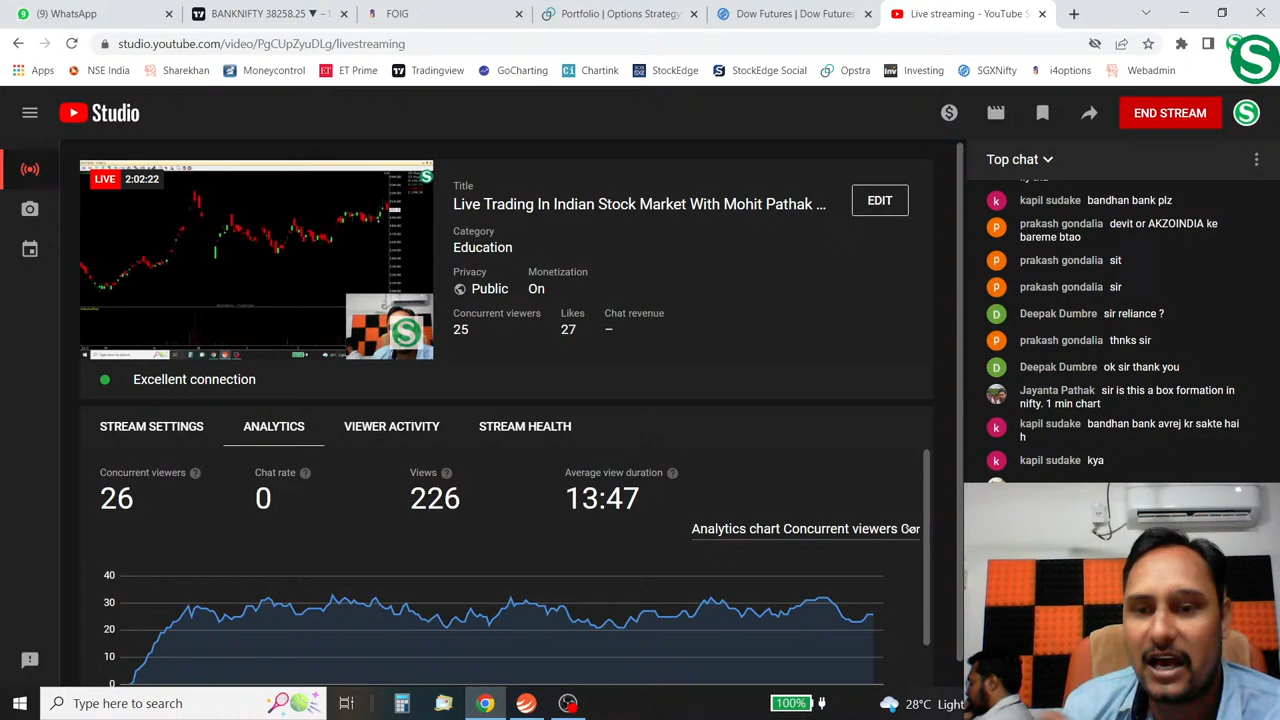 WhatsApp
BANKNIFTY 38258.25 ▼ −1
FOIG
Portfolio | Options Strategy
Dow Futures | Dow Futures
Live streaming - YouTube S
studio.youtube.com/video/PgCUpZyuDLg/livestreaming
Apps NSE India Sharekhan Moneycontrol ET Prime Tradingview GoCharting Chartink StockEdge StockEdge Social Opstra Investing SGXNifty i4options Webadmin
Studio
END STREAM
LIVE 2:02:22
Title
Live Trading In Indian Stock Market With Mohit Pathak ...
EDIT
Category
Education
Privacy Monetization
Public On
Concurrent viewers Likes Chat revenue
25 27 –
Excellent connection
STREAM SETTINGS ANALYTICS VIEWER ACTIVITY STREAM HEALTH
Concurrent viewers Chat rate Views Average view duration
26 0 226 13:47
Analytics chart Concurrent viewers
40
30
20
10
0
Top chat
kapil sudake bandhan bank plz
prakash gondalia devit or AKZOINDIA ke
bareme btao
prakash gondalia sit
prakash gondalia sir
Deepak Dumbre sir reliance ?
prakash gondalia thnks sir
Deepak Dumbre ok sir thank you
Jayanta Pathak sir is this a box formation in
nifty. 1 min chart
kapil sudake bandhan bank avrej kr sakte hai
h
kapil sudake kya
Type here to search
100%
28°C Light